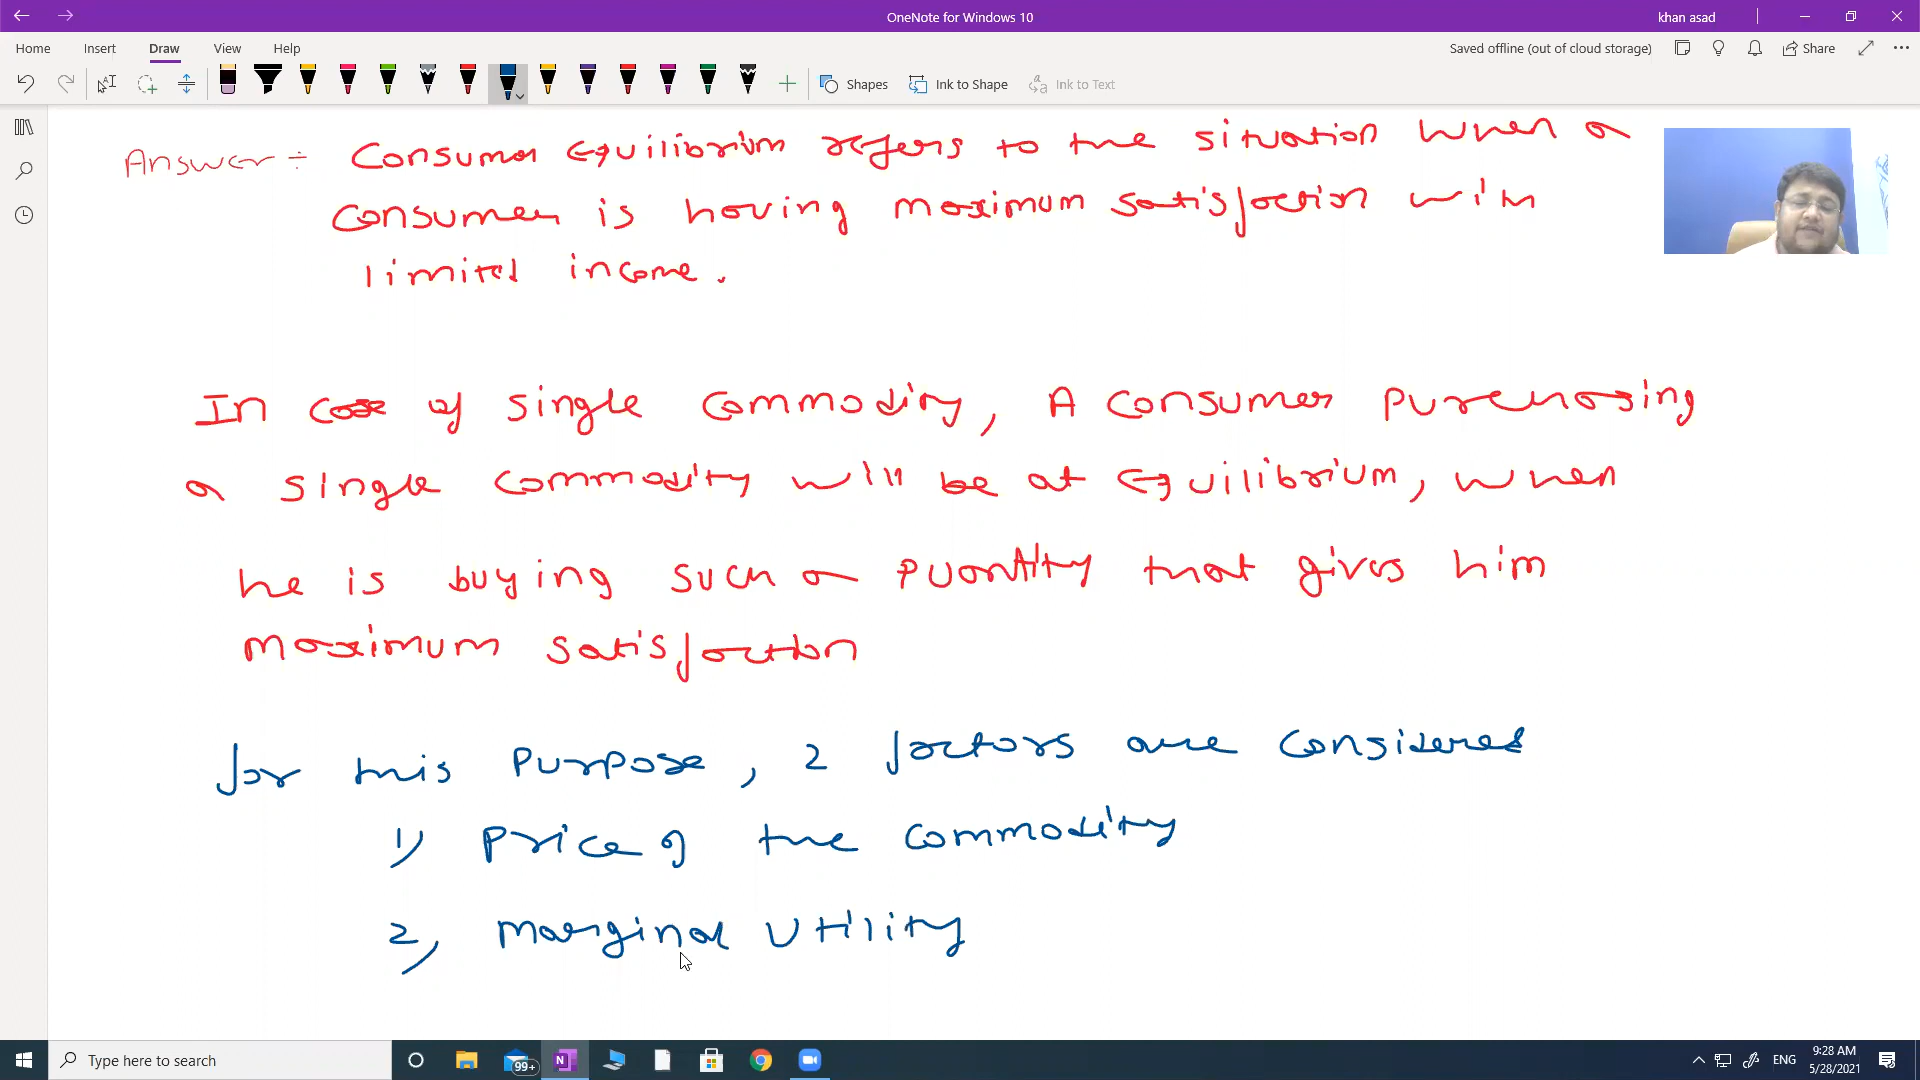 OneNote for Windows 10
khan asad
Home Insert Draw View Help
Saved offline (out of cloud storage)
Share
Shapes Ink to Shape Ink to Text
Answer :- Consumer Equilibrium refers to the situation when a
consumer is having maximum satisfaction with
limited income.
In case of single commodity, A consumer purchasing
a single commodity will be at Equilibrium, when
he is buying such a quantity that gives him
maximum satisfaction
for this purpose, 2 factors are considered
1) Price of the commodity
2) Marginal Utility
Type here to search
99+
ENG
9:28 AM
5/28/2021